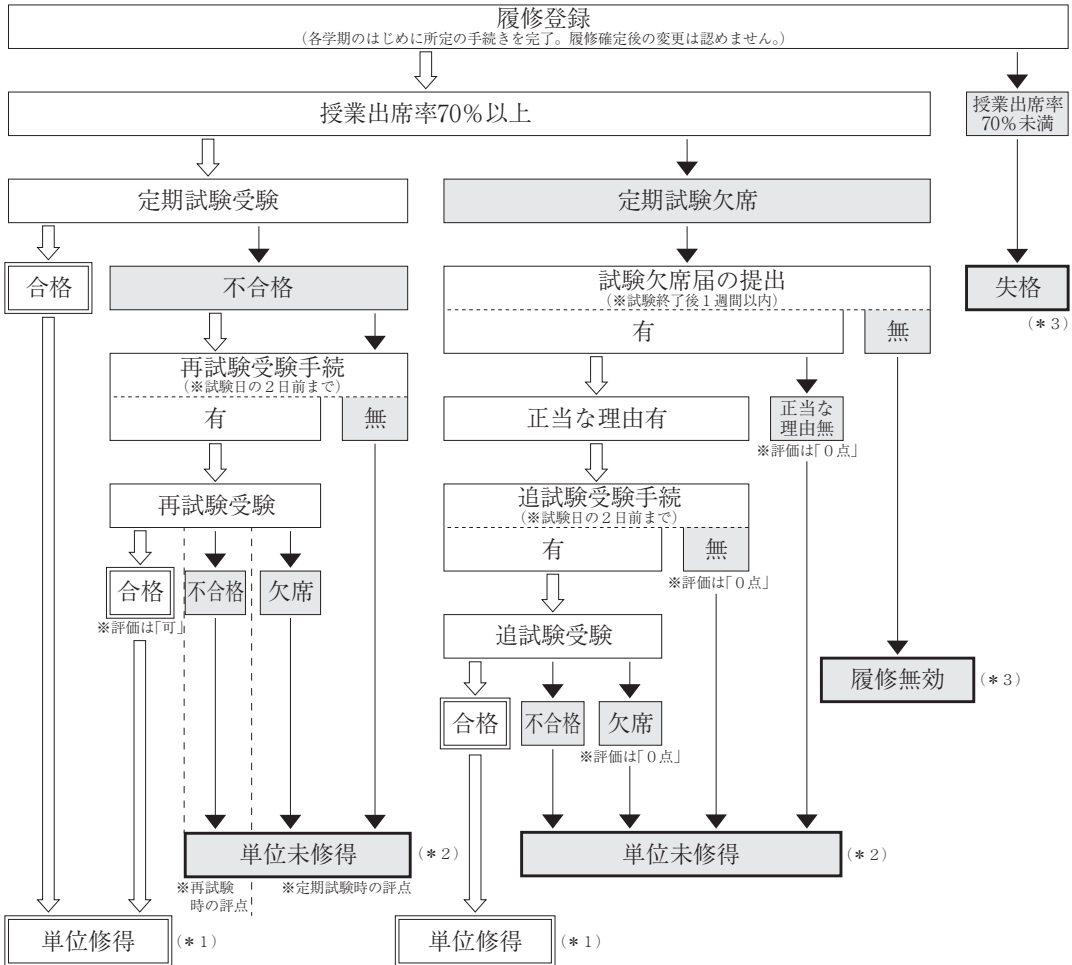 履修登録
(各学期のはじめに所定の手続きを完了。履修確定後の変更は認めません。)
授業出席率70%以上
授業出席率
70%未満
定期試験受験
定期試験欠席
合格
不合格
試験欠席届の提出
(※試験終了後1週間以内)
有
無
失格
(*3)
再試験受験手続
(※試験日の2日前まで)
有
無
正当な理由有
正当な
理由無
※評価は「0点」
再試験受験
追試験受験手続
(※試験日の2日前まで)
有
無
※評価は「0点」
合格
※評価は「可」
不合格
欠席
追試験受験
履修無効
(*3)
合格
不合格
欠席
※評価は「0点」
単位未修得
(*2)
※再試験
時の評点
※定期試験時の評点
単位未修得
(*2)
単位修得
(*1)
単位修得
(*1)